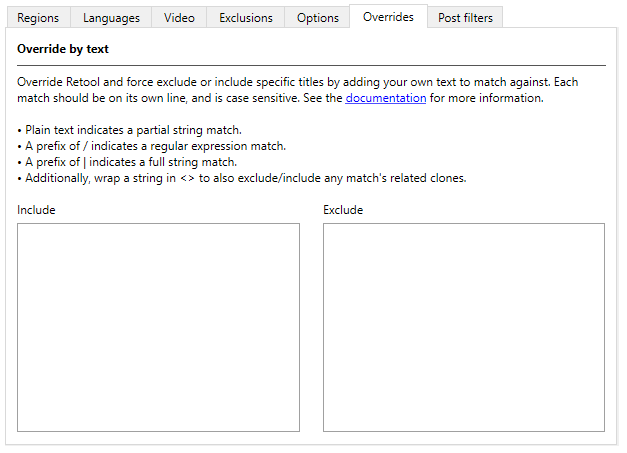 Regions Languages Video Exclusions Options Overrides Post filters
Override by text
Override Retool and force exclude or include specific titles by adding your own text to match against. Each
match should be on its own line, and is case sensitive. See the documentation for more information.
• Plain text indicates a partial string match.
• A prefix of / indicates a regular expression match.
• A prefix of | indicates a full string match.
• Additionally, wrap a string in <> to also exclude/include any match's related clones.
Include Exclude